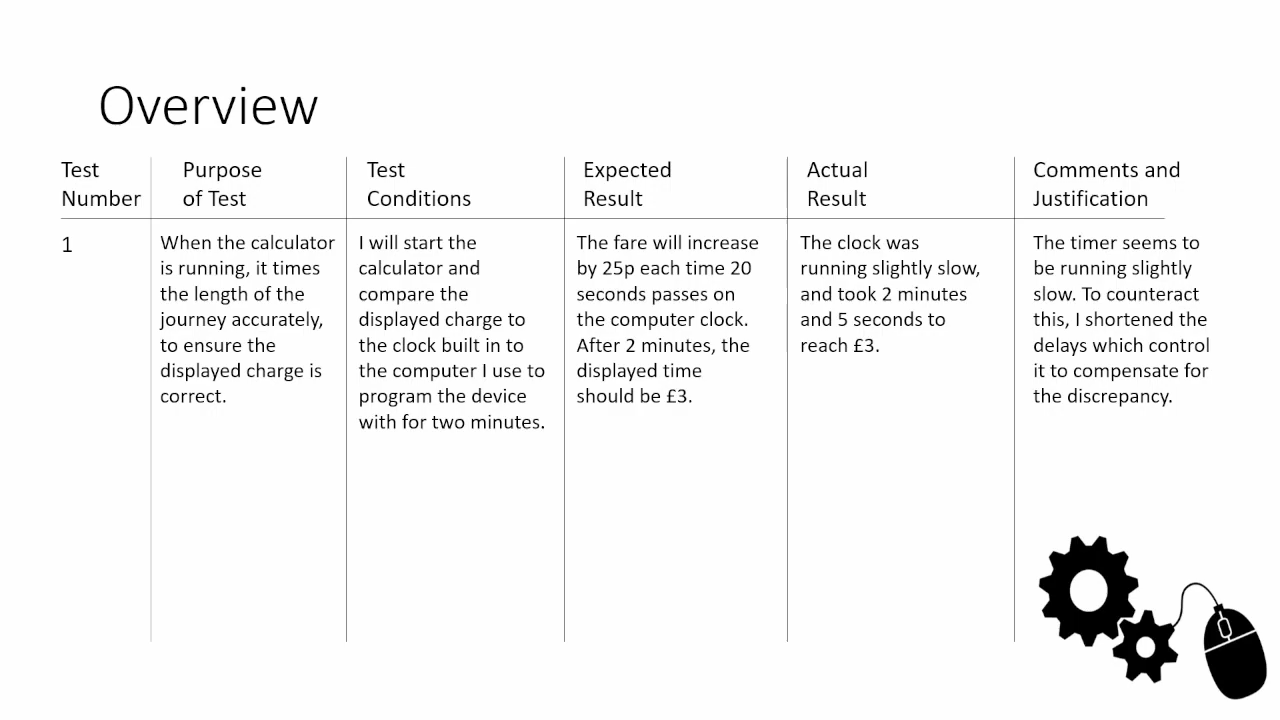 Overview
Test
Number
Purpose
of Test
Test
Conditions
Expected
Result
Actual
Result
Comments and
Justification
1
When the calculator
is running, it times
the length of the
journey accurately,
to ensure the
displayed charge is
correct.
I will start the
calculator and
compare the
displayed charge to
the clock built in to
the computer I use to
program the device
with for two minutes.
The fare will increase
by 25p each time 20
seconds passes on
the computer clock.
After 2 minutes, the
displayed time
should be £3.
The clock was
running slightly slow,
and took 2 minutes
and 5 seconds to
reach £3.
The timer seems to
be running slightly
slow. To counteract
this, I shortened the
delays which control
it to compensate for
the discrepancy.